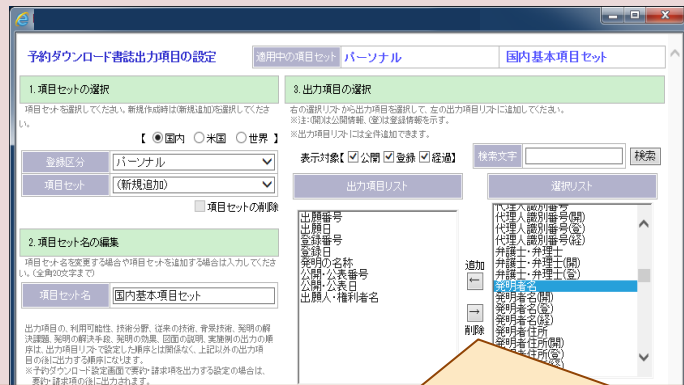 予約ダウンロード書誌出力項目の設定
適用中の項目セット パーソナル 国内基本項目セット
1.項目セットの選択
項目セットを選択してください。新規作成時は(新規追加)を選択してください。
【 国内 米国 世界 】
登録区分 パーソナル
項目セット (新規追加)
項目セットの削除
2.項目セット名の編集
項目セット名を変更する場合や項目セットを追加する場合は入力してください。(全角20文字まで)
項目セット名 国内基本項目セット
出力項目の、利用可能性、技術分野、従来の技術、背景技術、発明の解
決課題、発明の解決手段、発明の効果、図面の説明、実施例の出力の順
序は、出力項目リストで設定した順序とは関係なく、上記以外の出力項
目の後に出力する順序になります。
※予約ダウンロード設定画面で要約・請求項を出力する設定の場合は、
要約・請求項の後に出力されます。
3.出力項目の選択
右の選択リストから出力項目を選択して、左の出力項目リストに追加してください。
※注:(開)は公開情報、(登)は登録情報を示す。
※出力項目リストには全件追加できます。
表示対象【 公開 登録 経過】
検索文字 検索
出力項目リスト
出願番号
出願日
登録番号
登録日
発明の名称
公開・公表番号
公開・公表日
出願人・権利者名
追加
←
→
削除
選択リスト
代理人識別番号
代理人識別番号(開)
代理人識別番号(登)
代理人識別番号(経)
弁護士・弁理士
弁護士・弁理士(開)
弁護士・弁理士(登)
発明者名
発明者名(開)
発明者名(登)
発明者名(経)
発明者住所
発明者住所(開)
発明者住所(登)